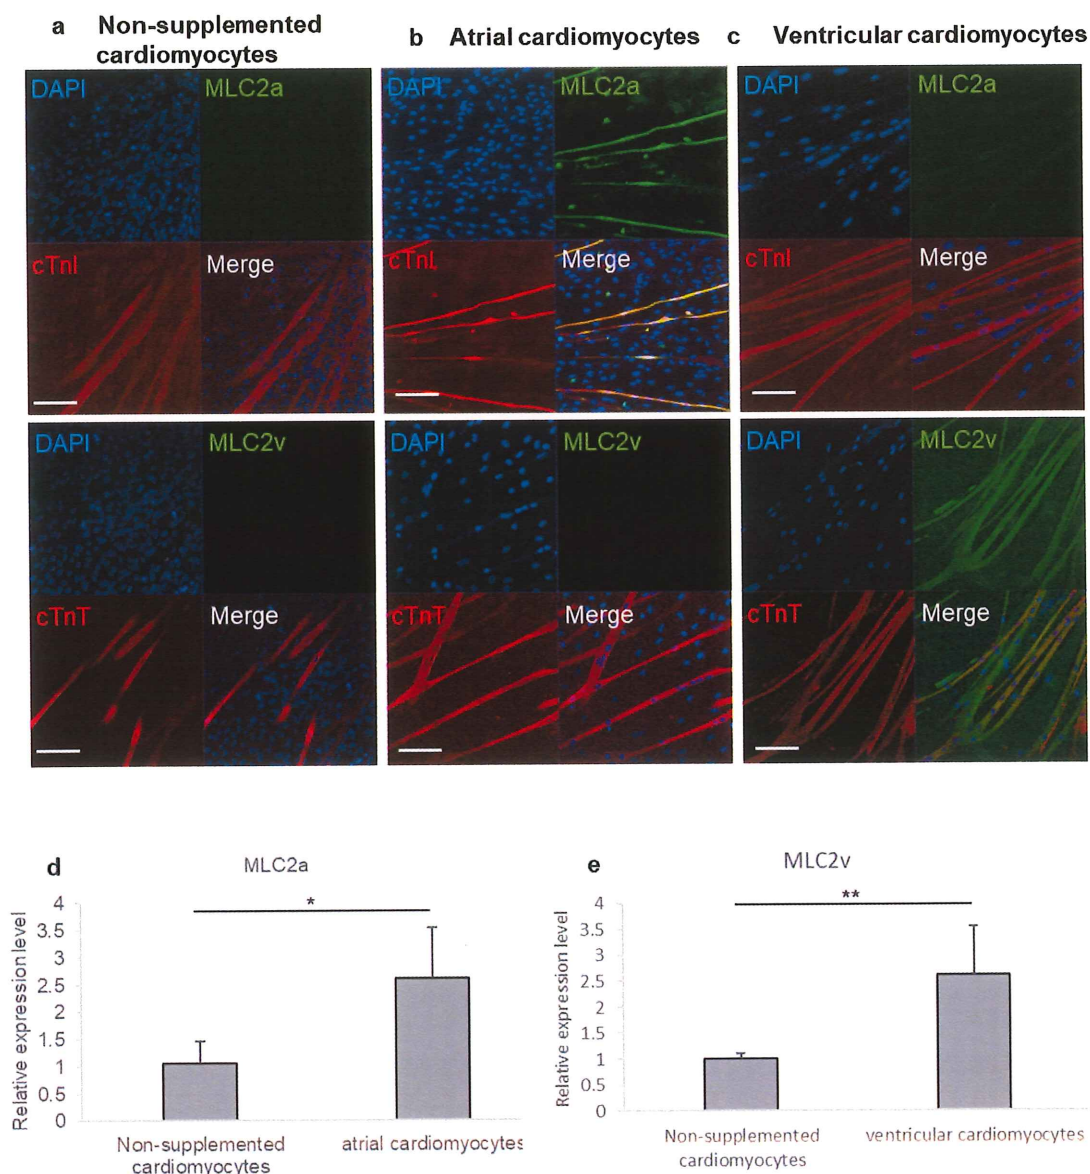 a Non-supplemented
cardiomyocytes
b Atrial cardiomyocytes
c Ventricular cardiomyocytes
DAPI MLC2a
cTnI Merge
DAPI MLC2a
cTnI Merge
DAPI MLC2a
cTnI Merge
DAPI MLC2v
cTnT Merge
DAPI MLC2v
cTnT Merge
DAPI MLC2v
cTnT Merge
d MLC2a
*
Relative expression level
4
3.5
3
2.5
2
1.5
1
0.5
0
Non-supplemented
cardiomyocytes
atrial cardiomyocytes
e MLC2v
**
Relative expression level
4
3.5
3
2.5
2
1.5
1
0.5
0
Non-supplemented
cardiomyocytes
ventricular cardiomyocytes